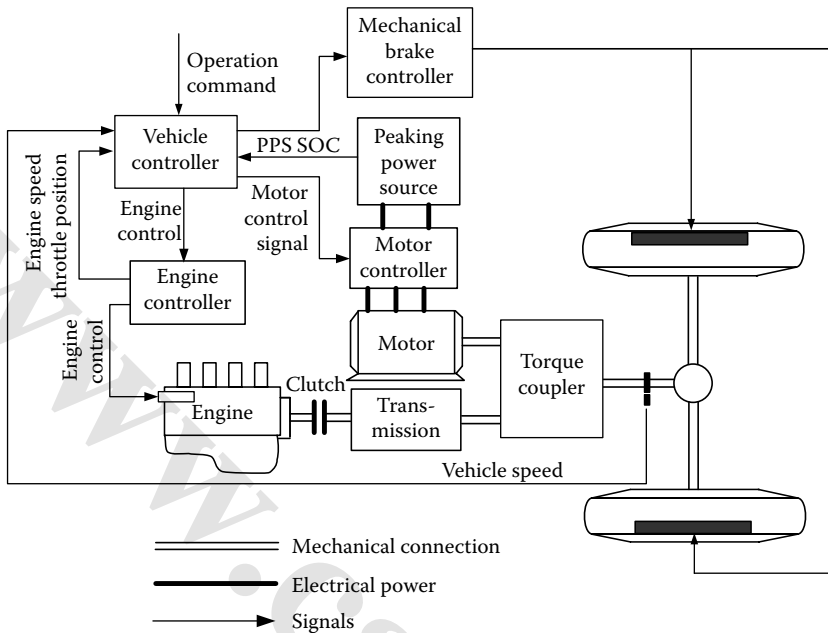 Mechanical
brake
controller
Operation
command
Vehicle
controller
PPS SOC
Peaking
power
source
Engine speed
throttle position
Engine
control
Motor
control
signal
Motor
controller
Engine
controller
Engine
control
Motor
Torque
coupler
Clutch
Engine
Trans-
mission
Vehicle speed
Mechanical connection
Electrical power
Signals